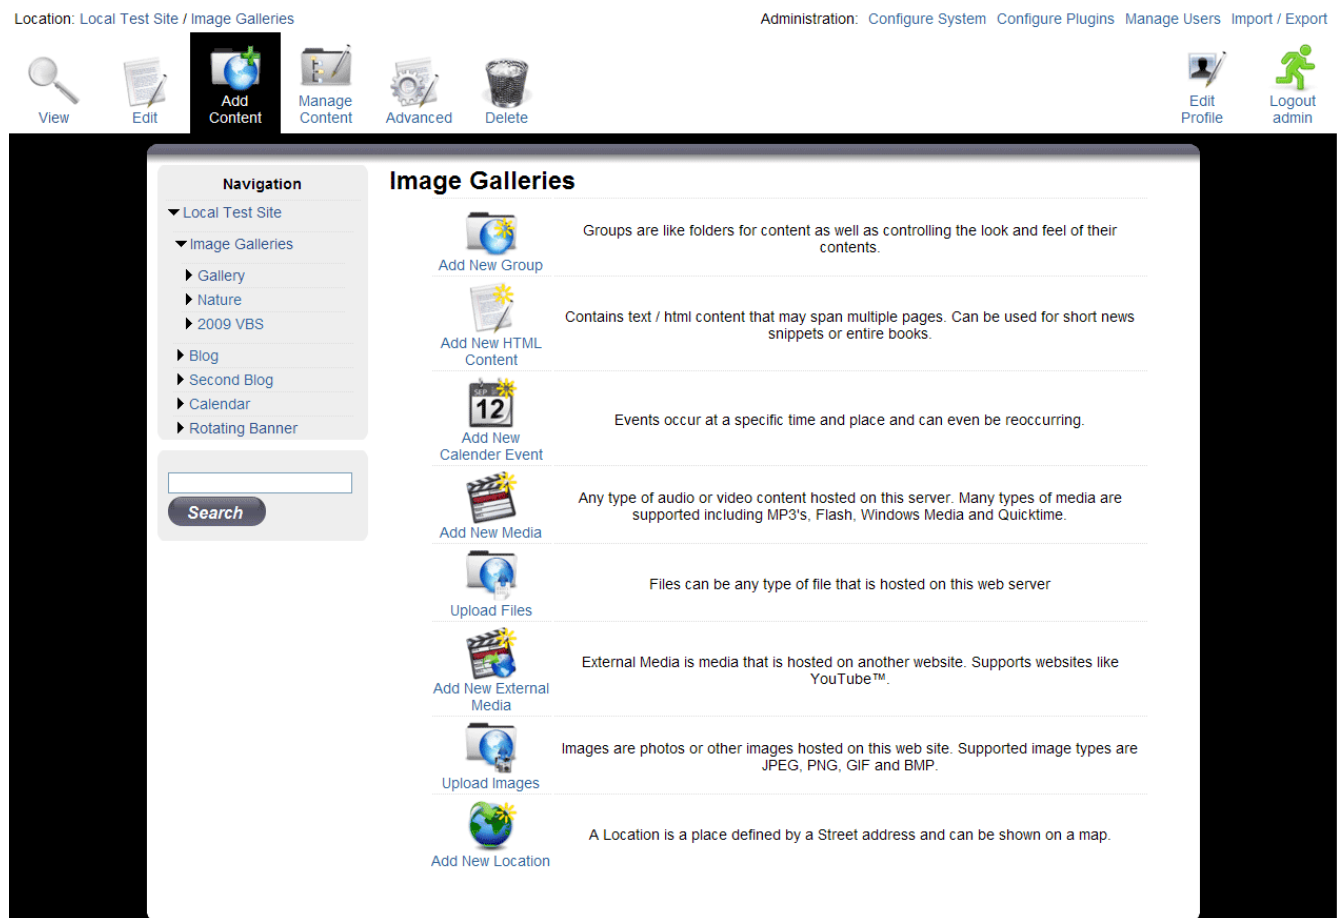 Location: Local Test Site / Image Galleries
Administration: Configure System Configure Plugins Manage Users Import / Export
View
Edit
Add
Content
Manage
Content
Advanced
Delete
Edit
Profile
Logout
admin
Navigation
Local Test Site
Image Galleries
Gallery
Nature
2009 VBS
Blog
Second Blog
Calendar
Rotating Banner
Search
Image Galleries
Add New Group
Groups are like folders for content as well as controlling the look and feel of their
contents.
Add New HTML
Content
Contains text / html content that may span multiple pages. Can be used for short news
snippets or entire books.
SEP
12
Add New
Calender Event
Events occur at a specific time and place and can even be reoccurring.
Add New Media
Any type of audio or video content hosted on this server. Many types of media are
supported including MP3's, Flash, Windows Media and Quicktime.
Upload Files
Files can be any type of file that is hosted on this web server
Add New External
Media
External Media is media that is hosted on another website. Supports websites like
YouTube™.
Upload Images
Images are photos or other images hosted on this web site. Supported image types are
JPEG, PNG, GIF and BMP.
Add New Location
A Location is a place defined by a Street address and can be shown on a map.